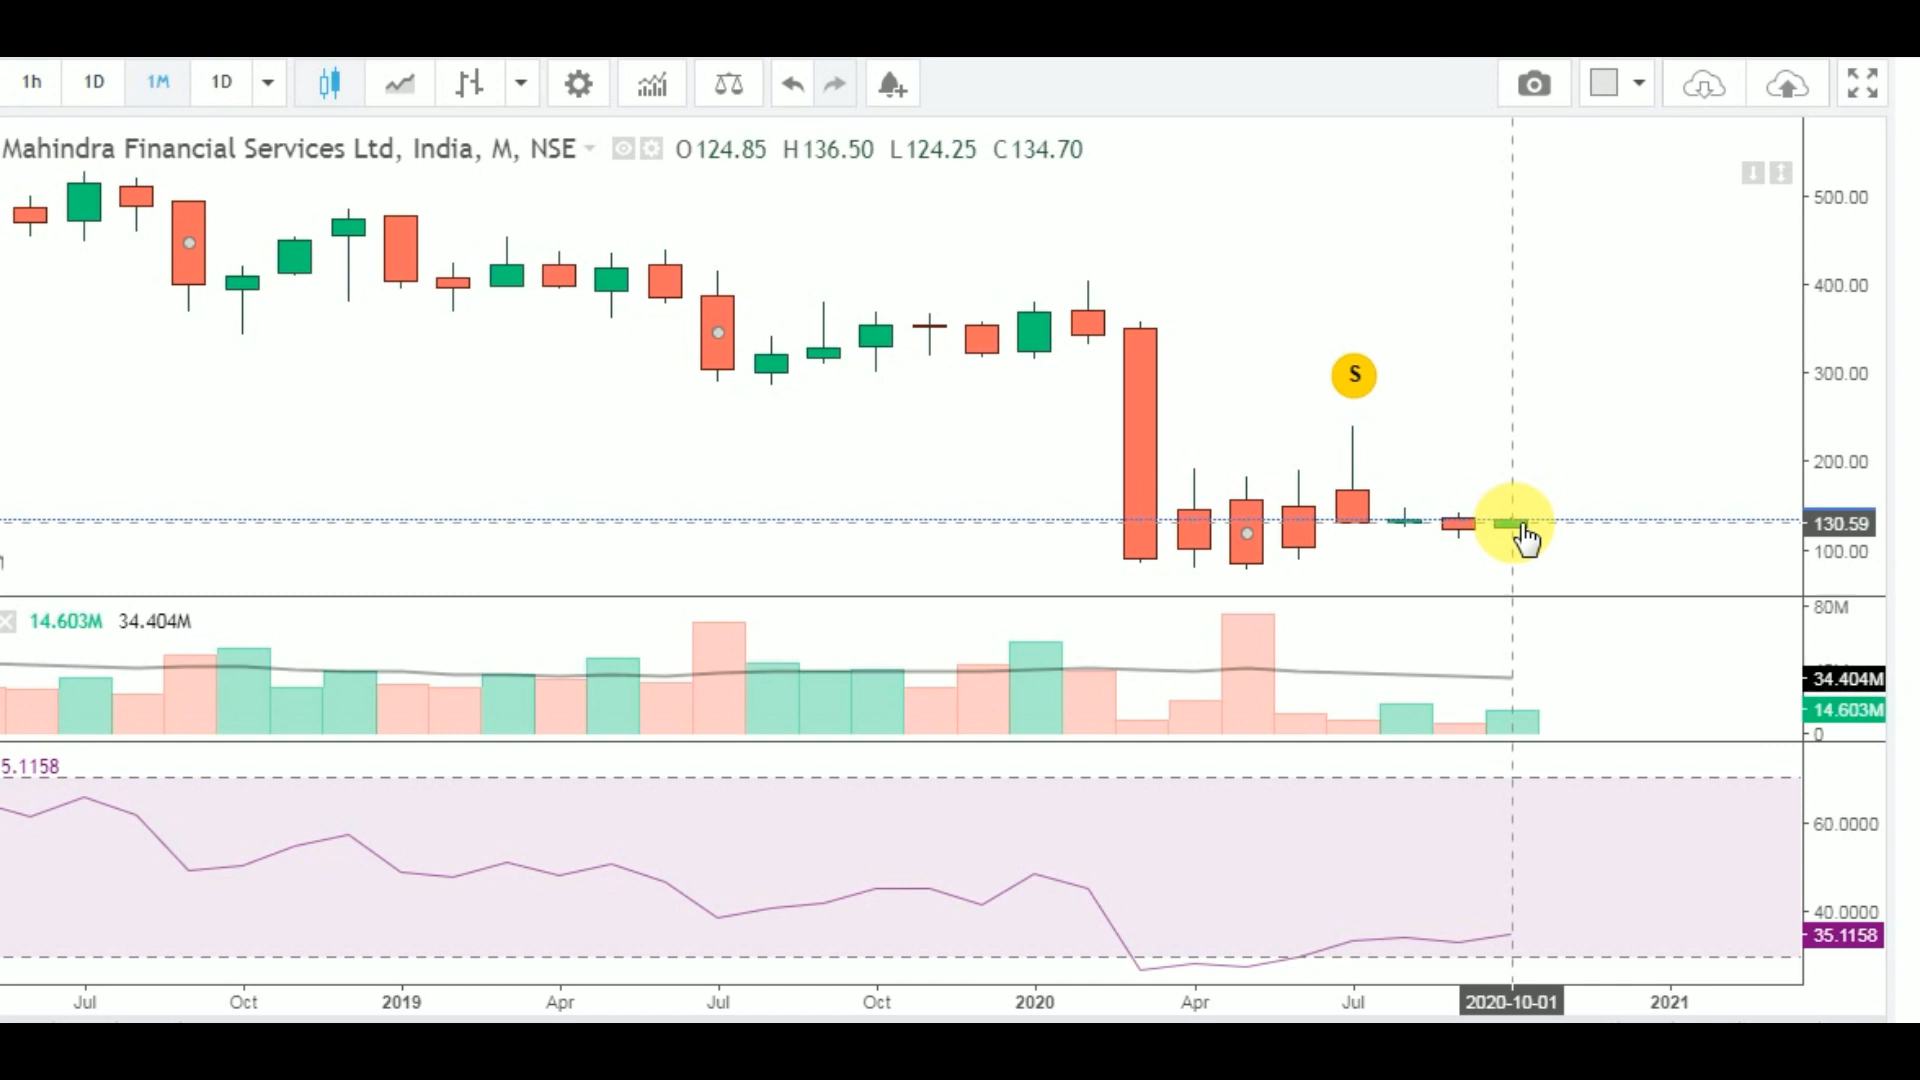 1h 1D 1M 1D
Mahindra Financial Services Ltd, India, M, NSE O124.85 H136.50 L124.25 C134.70
500.00
400.00
300.00
S
200.00
130.59
100.00
14.603M 34.404M
80M
34.404M
14.603M
0
5.1158
60.0000
40.0000
35.1158
Jul Oct 2019 Apr Jul Oct 2020 Apr Jul 2020-10-01 2021